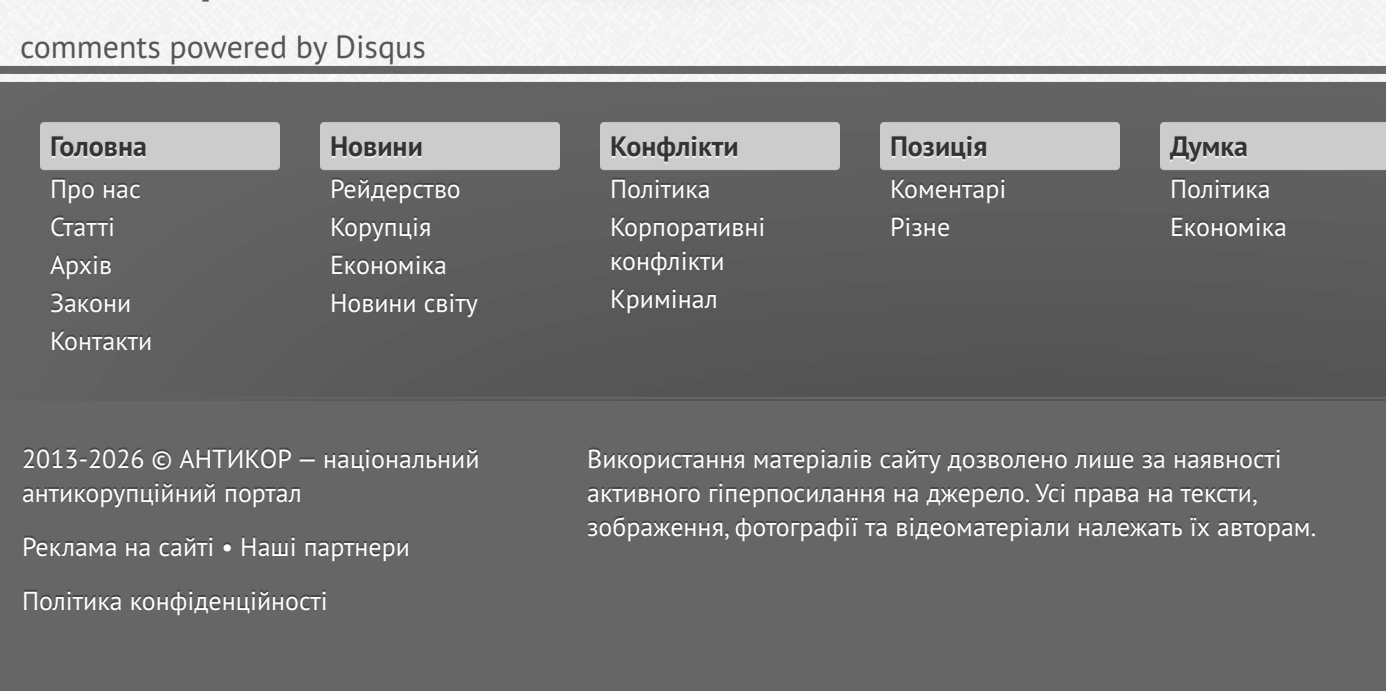 comments powered by Disqus
Головна
Про нас
Статті
Архів
Закони
Контакти
Новини
Рейдерство
Корупція
Економіка
Новини світу
Конфлікти
Політика
Корпоративні
конфлікти
Кримінал
Позиція
Коментарі
Різне
Думка
Політика
Економіка
2013-2026 © АНТИКОР — національний
антикорупційний портал
Реклама на сайті • Наші партнери
Політика конфіденційності
Використання матеріалів сайту дозволено лише за наявності
активного гіперпосилання на джерело. Усі права на тексти,
зображення, фотографії та відеоматеріали належать їх авторам.